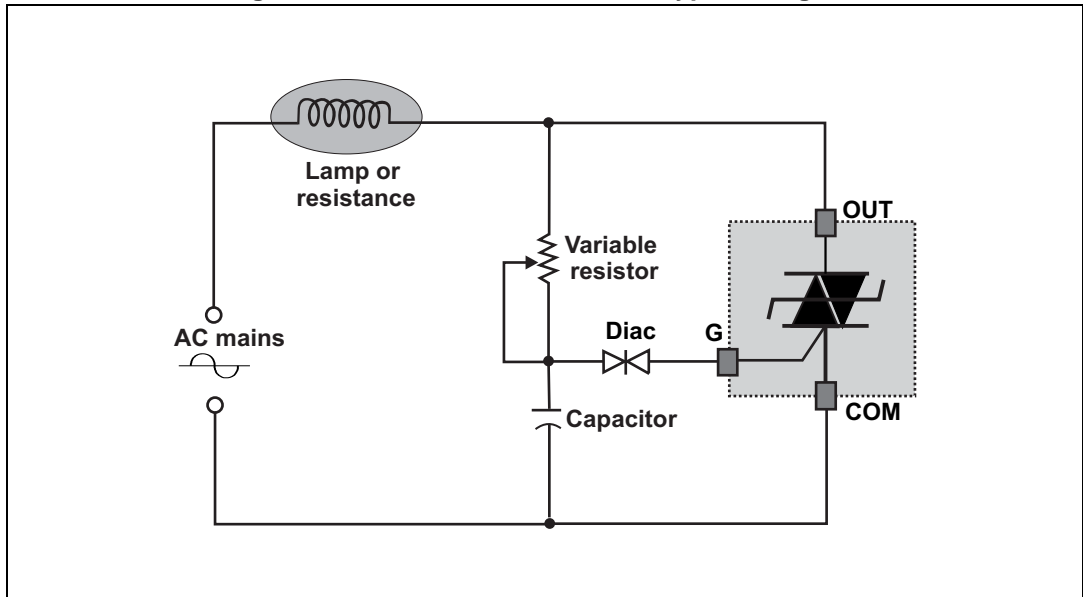 Lamp or
resistance
OUT
Variable
resistor
AC mains
Diac
G
Capacitor
COM